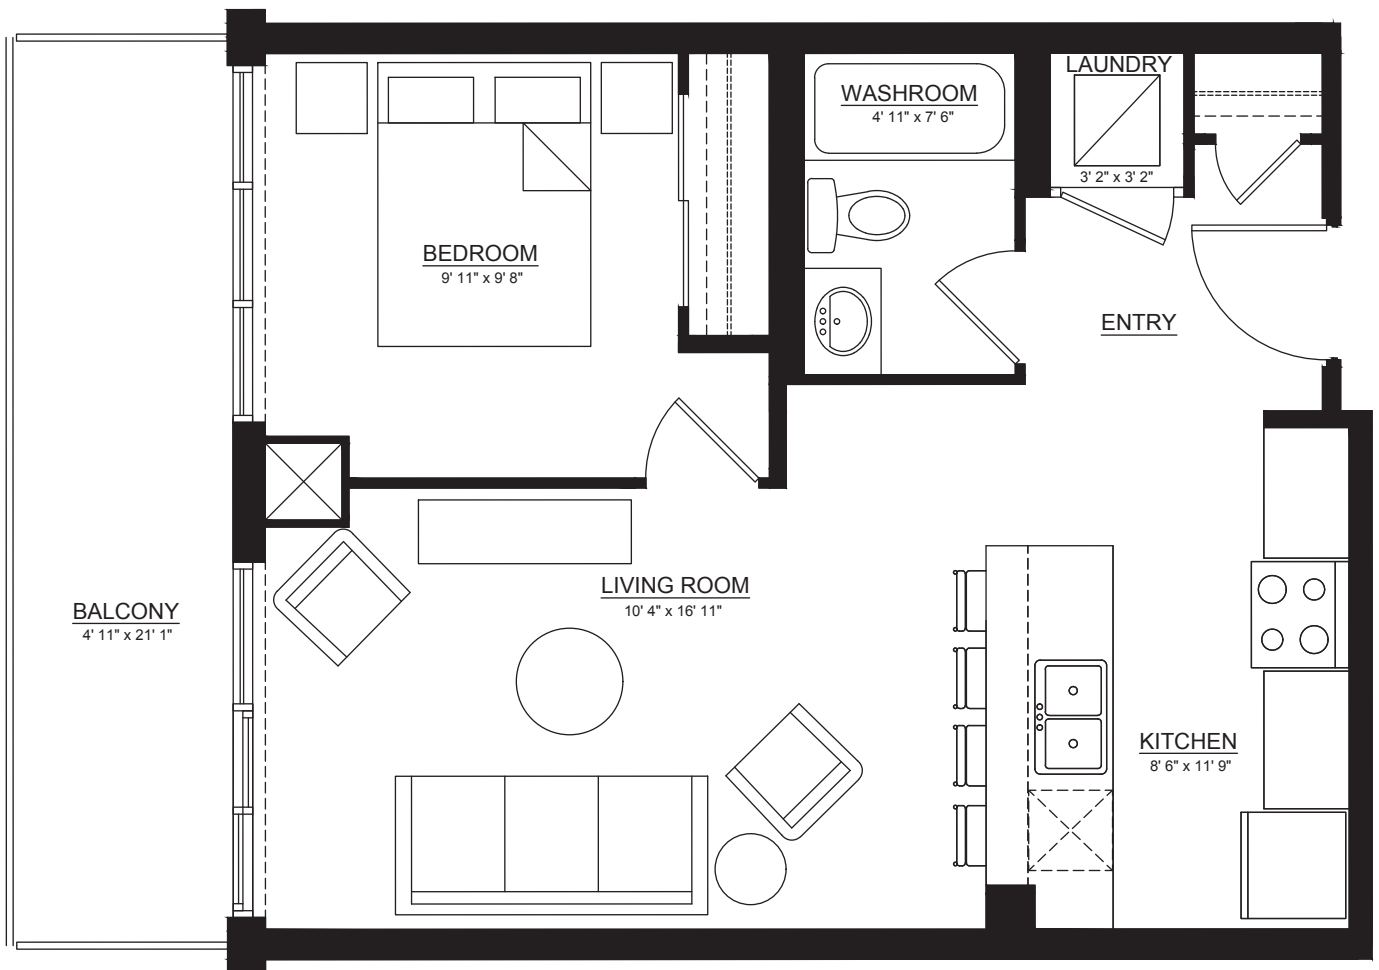 LAUNDRY
3' 2" x 3' 2"
WASHROOM
4' 11" x 7' 6"
BEDROOM
9' 11" x 9' 8"
ENTRY
LIVING ROOM
10' 4" x 16' 11"
BALCONY
4' 11" x 21' 1"
KITCHEN
8' 6" x 11' 9"